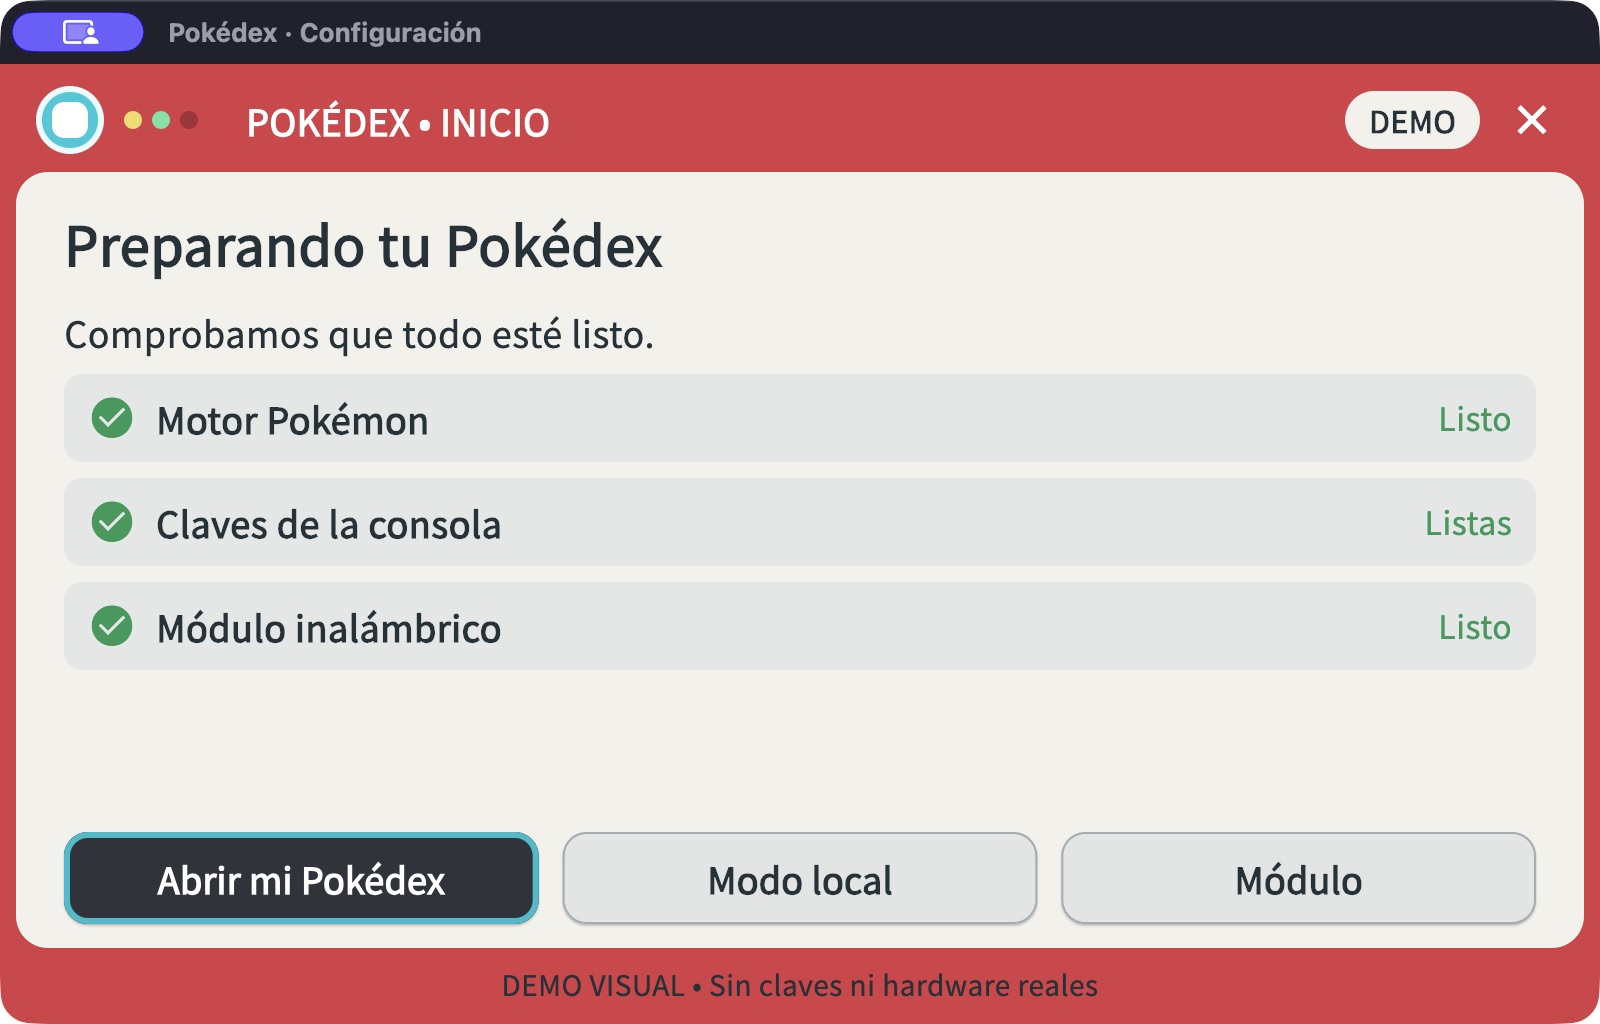 Pokédex · Configuración
POKÉDEX • INICIO
DEMO
Preparando tu Pokédex
Comprobamos que todo esté listo.
Motor Pokémon
Listo
Claves de la consola
Listas
Módulo inalámbrico
Listo
Abrir mi Pokédex
Modo local
Módulo
DEMO VISUAL • Sin claves ni hardware reales